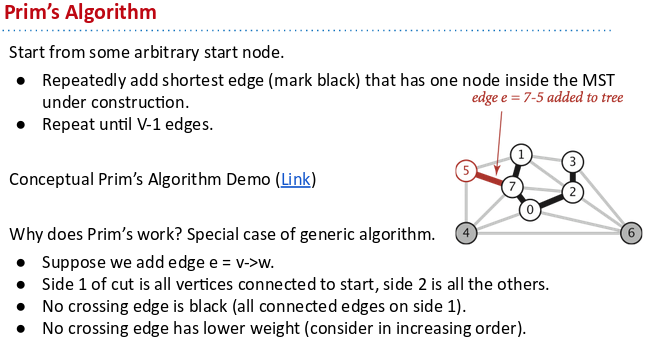 Prim's Algorithm
Start from some arbitrary start node.
● Repeatedly add shortest edge (mark black) that has one node inside the MST
under construction.
● Repeat until V-1 edges.
edge e = 7-5 added to tree
Conceptual Prim's Algorithm Demo (Link)
1
3
5
7
2
0
4
6
Why does Prim's work? Special case of generic algorithm.
● Suppose we add edge e = v->w.
● Side 1 of cut is all vertices connected to start, side 2 is all the others.
● No crossing edge is black (all connected edges on side 1).
● No crossing edge has lower weight (consider in increasing order).